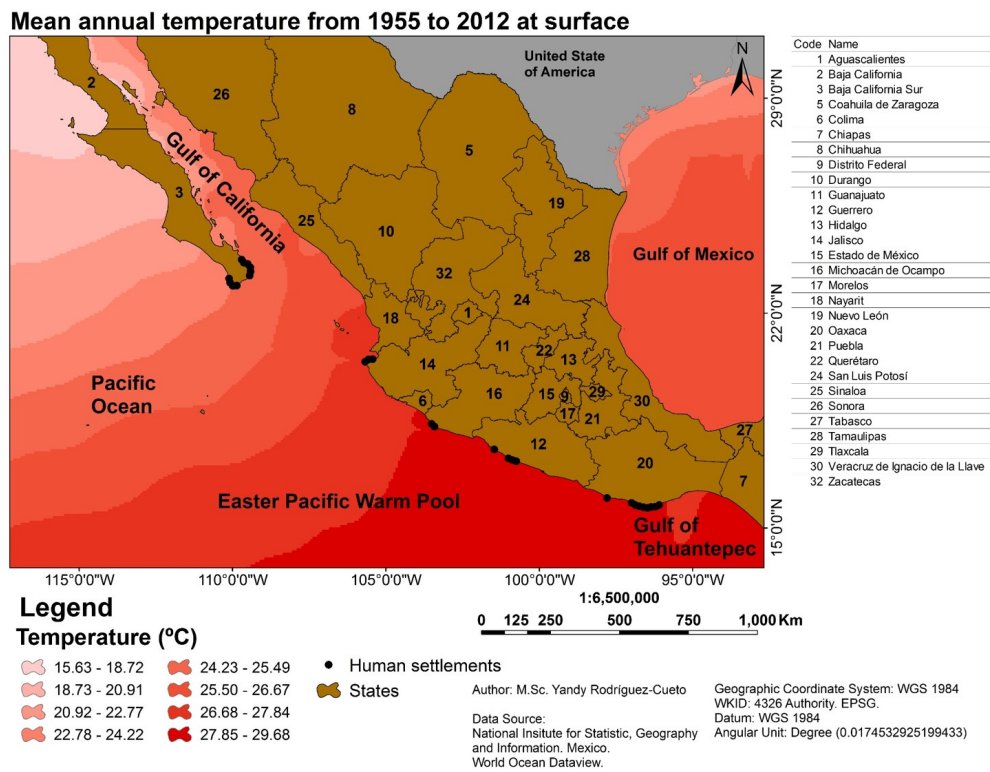 Mean annual temperature from 1955 to 2012 at surface
United State
of America
N
29°0'0"N
22°0'0"N
15°0'0"N
2
26
8
5
3
25
10
19
28
32
24
18
1
14
11
22
13
6
16
15
9
29
17
21
30
12
20
27
7
Gulf of California
Gulf of Mexico
Pacific
Ocean
Easter Pacific Warm Pool
Gulf of
Tehuantepec
115°0'0"W
110°0'0"W
105°0'0"W
100°0'0"W
95°0'0"W
Code Name
1 Aguascalientes
2 Baja California
3 Baja California Sur
5 Coahuila de Zaragoza
6 Colima
7 Chiapas
8 Chihuahua
9 Distrito Federal
10 Durango
11 Guanajuato
12 Guerrero
13 Hidalgo
14 Jalisco
15 Estado de México
16 Michoacán de Ocampo
17 Morelos
18 Nayarit
19 Nuevo León
20 Oaxaca
21 Puebla
22 Querétaro
24 San Luis Potosí
25 Sinaloa
26 Sonora
27 Tabasco
28 Tamaulipas
29 Tlaxcala
30 Veracruz de Ignacio de la Llave
32 Zacatecas
Legend
Temperature (ºC)
15.63 - 18.72
18.73 - 20.91
20.92 - 22.77
22.78 - 24.22
24.23 - 25.49
25.50 - 26.67
26.68 - 27.84
27.85 - 29.68
Human settlements
States
1:6,500,000
0 125 250 500 750 1,000 Km
Author: M.Sc. Yandy Rodríguez-Cueto
Data Source:
National Insitute for Statistic, Geography
and Information. Mexico.
World Ocean Dataview.
Geographic Coordinate System: WGS 1984
WKID: 4326 Authority. EPSG.
Datum: WGS 1984
Angular Unit: Degree (0.0174532925199433)